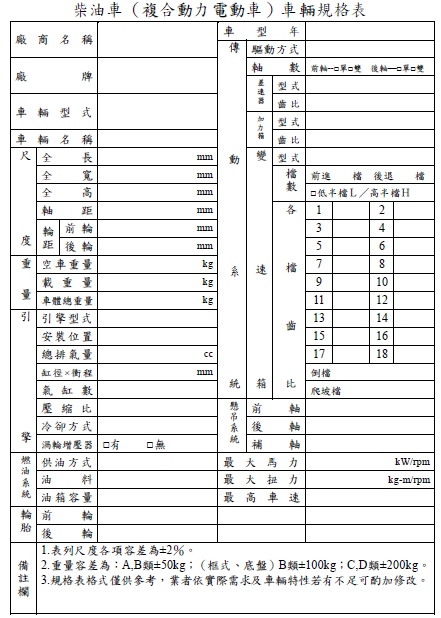 柴油車（複合動力電動車）車輛規格表
廠商名稱
車型年
廠牌
傳動系統
驅動方式
軸數 前軸--□單□雙 後軸—□單□雙
差速器 型式
齒比
車輛型式
加力箱 型式
齒比
車輛名稱
變速箱 型式
尺度
全長 mm
檔數 前進 檔 後退 檔
全寬 mm
□低半檔L／高半檔H
全高 mm
各檔齒比
軸距 mm
1 2
輪距 前輪 mm
3 4
後輪 mm
5 6
重量
空車重量 kg
7 8
載重量 kg
9 10
車體總重量 kg
11 12
引擎
引擎型式
13 14
安裝位置
15 16
總排氣量 cc
17 18
缸徑×衝程 mm
倒檔
氣缸數
爬坡檔
壓縮比
懸吊系統 前軸
冷卻方式
後軸
渦輪增壓器 □有 □無
補軸
燃油系統
供油方式
最大馬力 kW/rpm
油料
最大扭力 kg-m/rpm
油箱容量
最高車速
輪胎
前輪
後輪
備註欄
1.表列尺度各項容差為±2%。
2.重量容差為：A,B類±50kg；（框式、底盤）B類±100kg；C,D類±200kg。
3.規格表格式僅供參考，業者依實際需求及車輛特性若有不足可酌加修改。